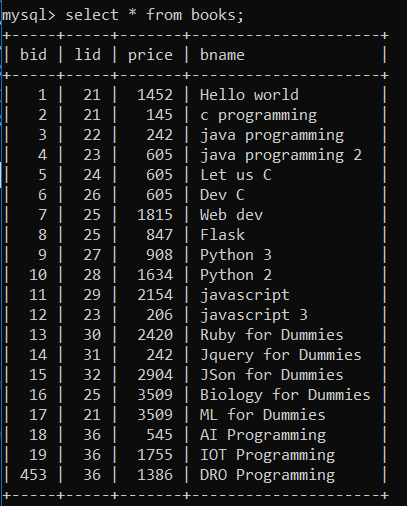 mysql> select * from books;
+-----+-----+-------+---------------------+
| bid | lid | price | bname               |
+-----+-----+-------+---------------------+
|   1 |  21 |  1452 | Hello world         |
|   2 |  21 |   145 | c programming       |
|   3 |  22 |   242 | java programming    |
|   4 |  23 |   605 | java programming 2  |
|   5 |  24 |   605 | Let us C            |
|   6 |  26 |   605 | Dev C               |
|   7 |  25 |  1815 | Web dev             |
|   8 |  25 |   847 | Flask               |
|   9 |  27 |   908 | Python 3            |
|  10 |  28 |  1634 | Python 2            |
|  11 |  29 |  2154 | javascript          |
|  12 |  23 |   206 | javascript 3        |
|  13 |  30 |  2420 | Ruby for Dummies    |
|  14 |  31 |   242 | Jquery for Dummies  |
|  15 |  32 |  2904 | JSon for Dummies    |
|  16 |  25 |  3509 | Biology for Dummies |
|  17 |  21 |  3509 | ML for Dummies      |
|  18 |  36 |   545 | AI Programming      |
|  19 |  36 |  1755 | IOT Programming     |
| 453 |  36 |  1386 | DRO Programming     |
+-----+-----+-------+---------------------+